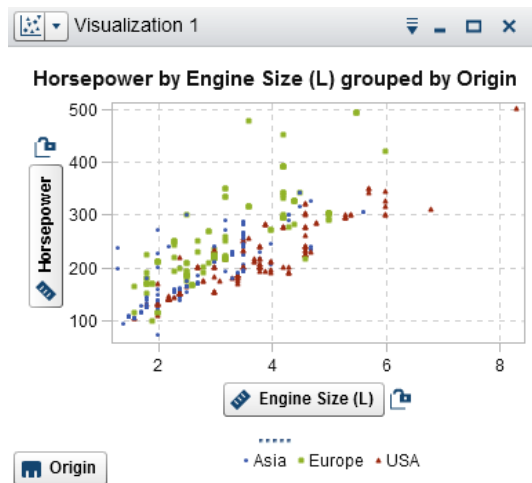 Visualization 1
Horsepower by Engine Size (L) grouped by Origin
500
400
300
200
100
Horsepower
2
4
6
8
Engine Size (L)
Asia
Europe
USA
Origin